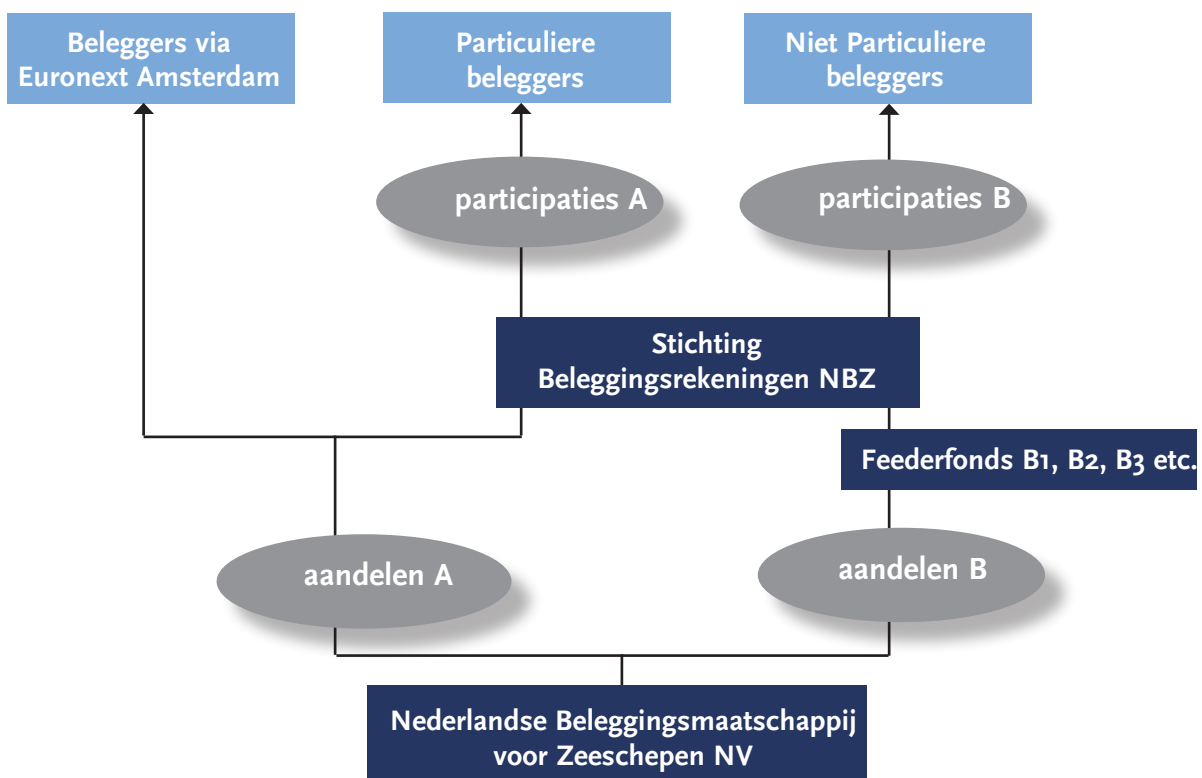 Beleggers via
Euronext Amsterdam
Particuliere
beleggers
Niet Particuliere
beleggers
participaties A
participaties B
Stichting
Beleggingsrekeningen NBZ
Feederfonds B1, B2, B3 etc.
aandelen A
aandelen B
Nederlandse Beleggingsmaatschappij
voor Zeeschepen NV